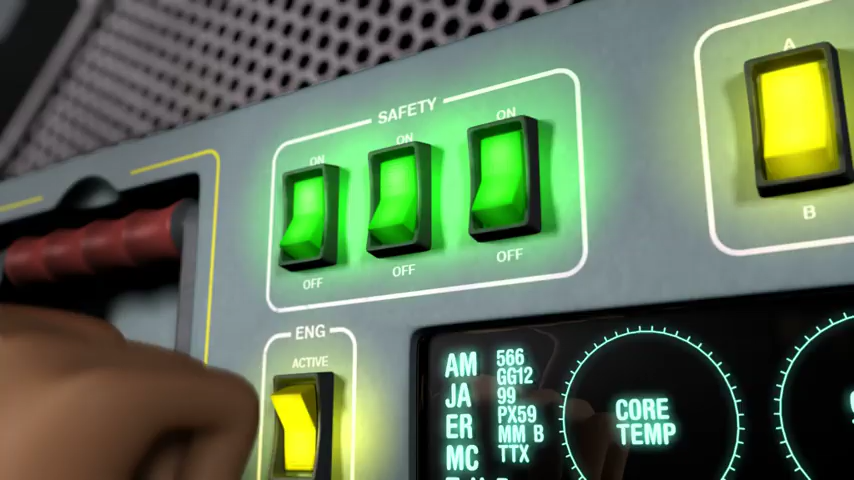 SAFETY
ON
ON
ON
OFF
OFF
OFF
A
B
ENG
ACTIVE
AM
JA
ER
MC
566
GG12
99
PX59
MM B
TTX
CORE
TEMP